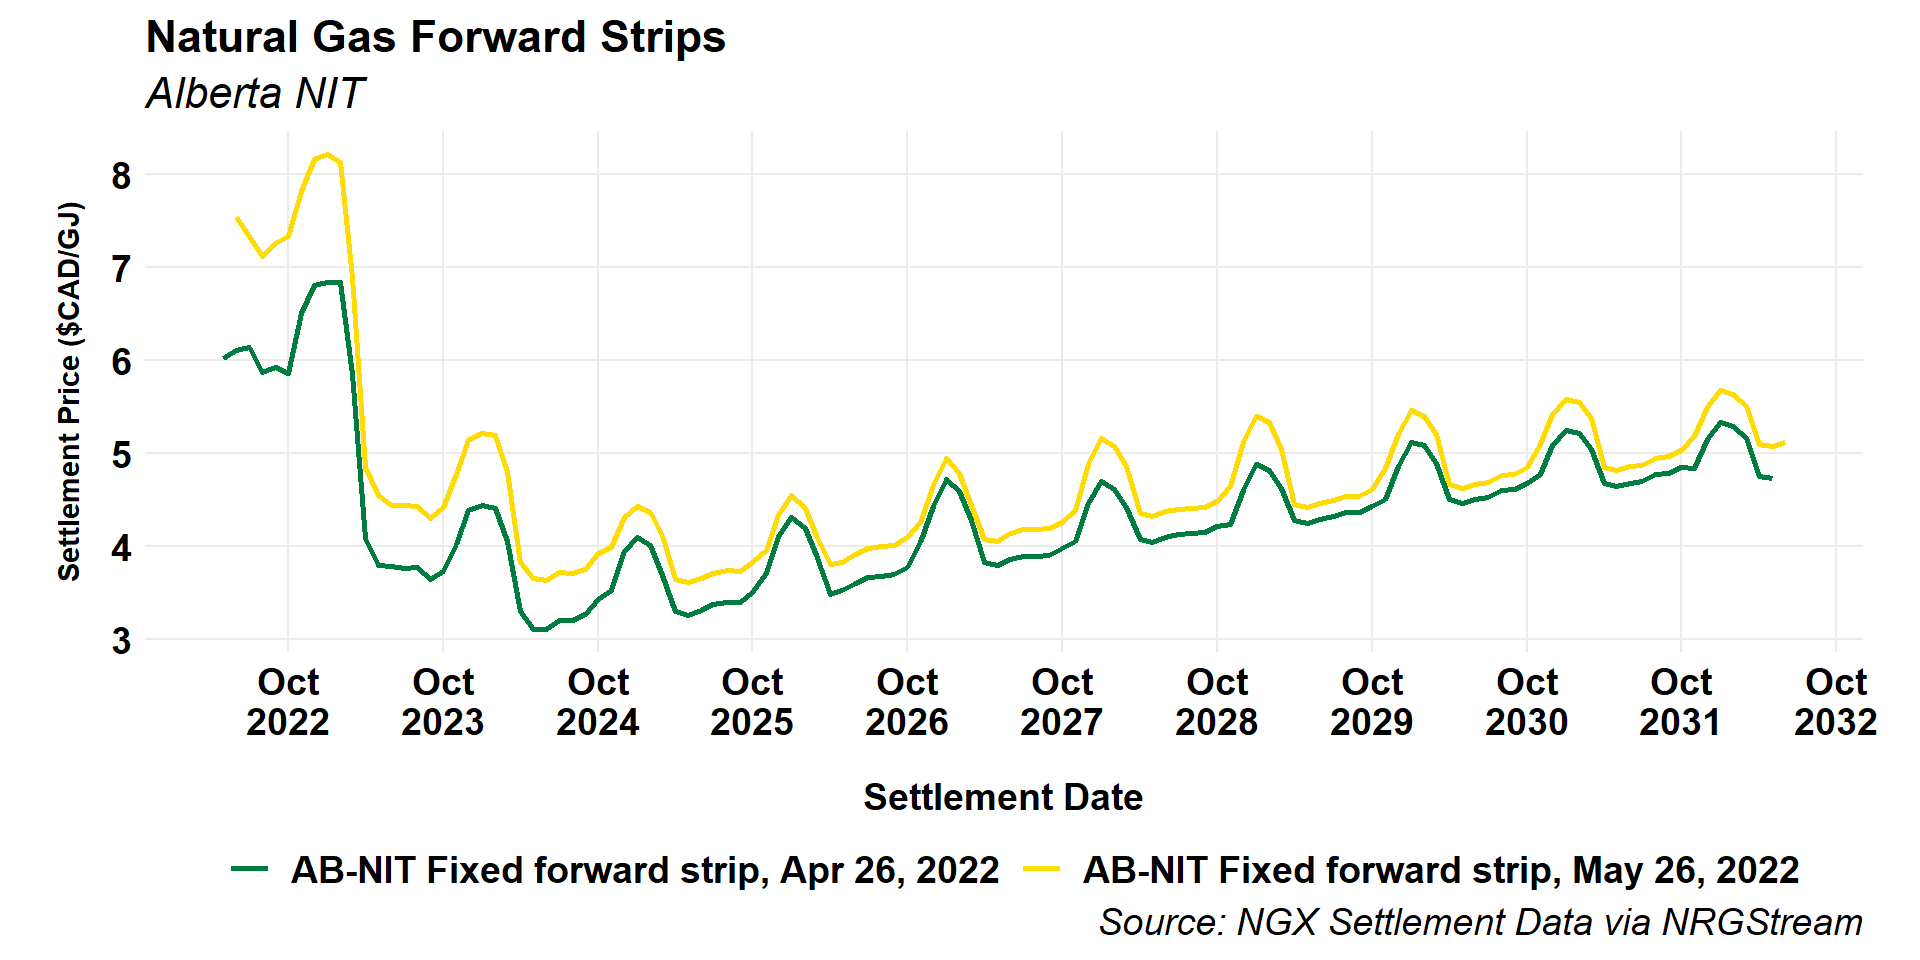 Natural Gas Forward Strips
Alberta NIT
Settlement Price ($CAD/GJ)
8
7
6
5
4
3
Oct 2022
Oct 2023
Oct 2024
Oct 2025
Oct 2026
Oct 2027
Oct 2028
Oct 2029
Oct 2030
Oct 2031
Oct 2032
Settlement Date
AB-NIT Fixed forward strip, Apr 26, 2022
AB-NIT Fixed forward strip, May 26, 2022
Source: NGX Settlement Data via NRGStream